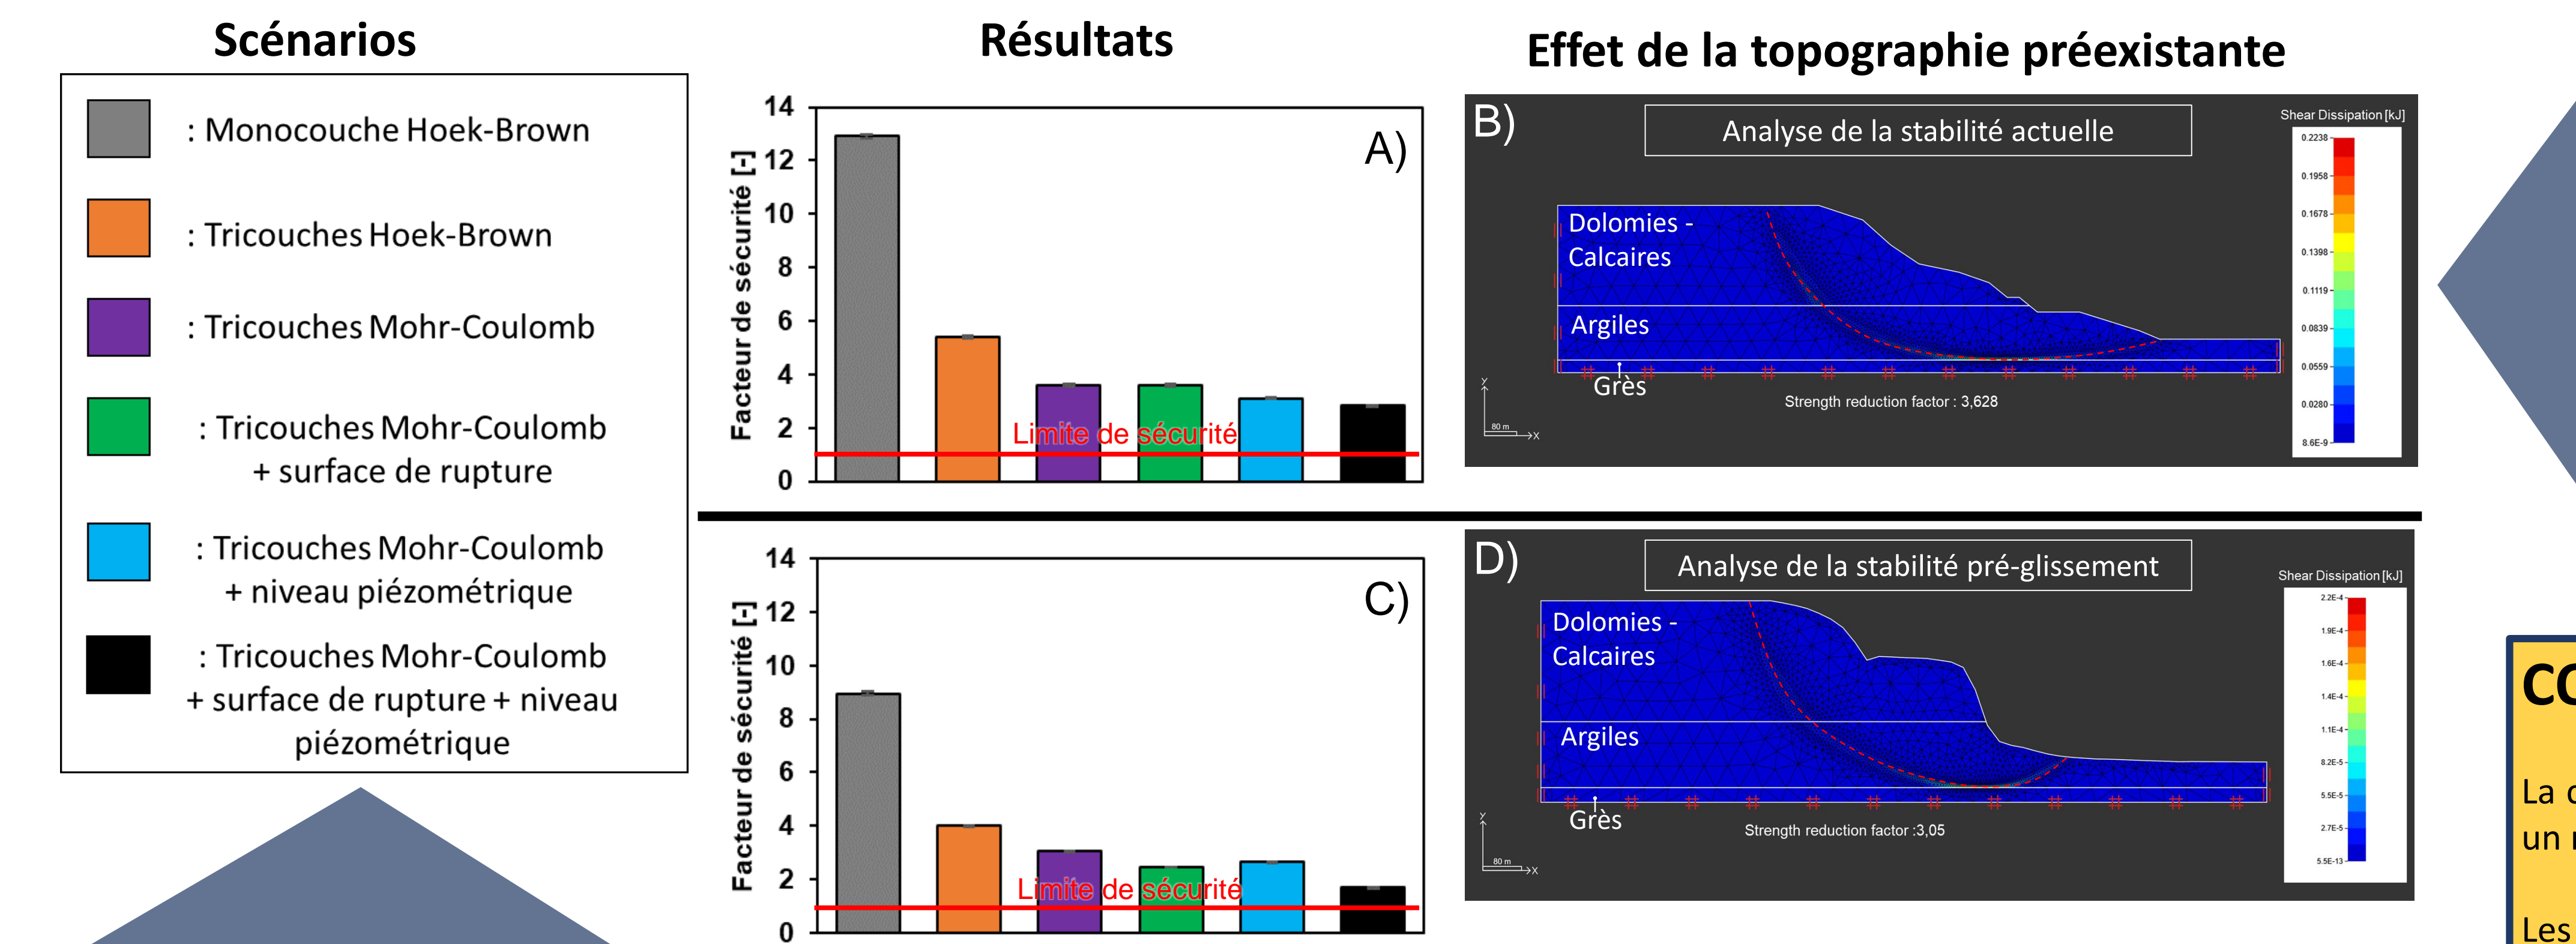 Scénarios
: Monocouche Hoek-Brown
: Tricouches Hoek-Brown
: Tricouches Mohr-Coulomb
: Tricouches Mohr-Coulomb
+ surface de rupture
: Tricouches Mohr-Coulomb
+ niveau piézométrique
: Tricouches Mohr-Coulomb
+ surface de rupture + niveau
piézométrique
Résultats
A)
Facteur de sécurité [-]
14
12
10
8
6
4
2
0
Limite de sécurité
C)
Facteur de sécurité [-]
14
12
10
8
6
4
2
0
Limite de sécurité
Effet de la topographie préexistante
B)
Analyse de la stabilité actuelle
Dolomies -
Calcaires
Argiles
Grès
Strength reduction factor : 3,628
Y
80 m
X
Shear Dissipation [kJ]
0.2238
0.1958
0.1678
0.1398
0.1119
0.0839
0.0559
0.0280
8.6E-9
D)
Analyse de la stabilité pré-glissement
Dolomies -
Calcaires
Argiles
Grès
Strength reduction factor :3,05
Y
80 m
X
Shear Dissipation [kJ]
2.2E-4
1.9E-4
1.6E-4
1.4E-4
1.1E-4
8.2E-5
5.5E-5
2.7E-5
5.5E-13
La
un
Les